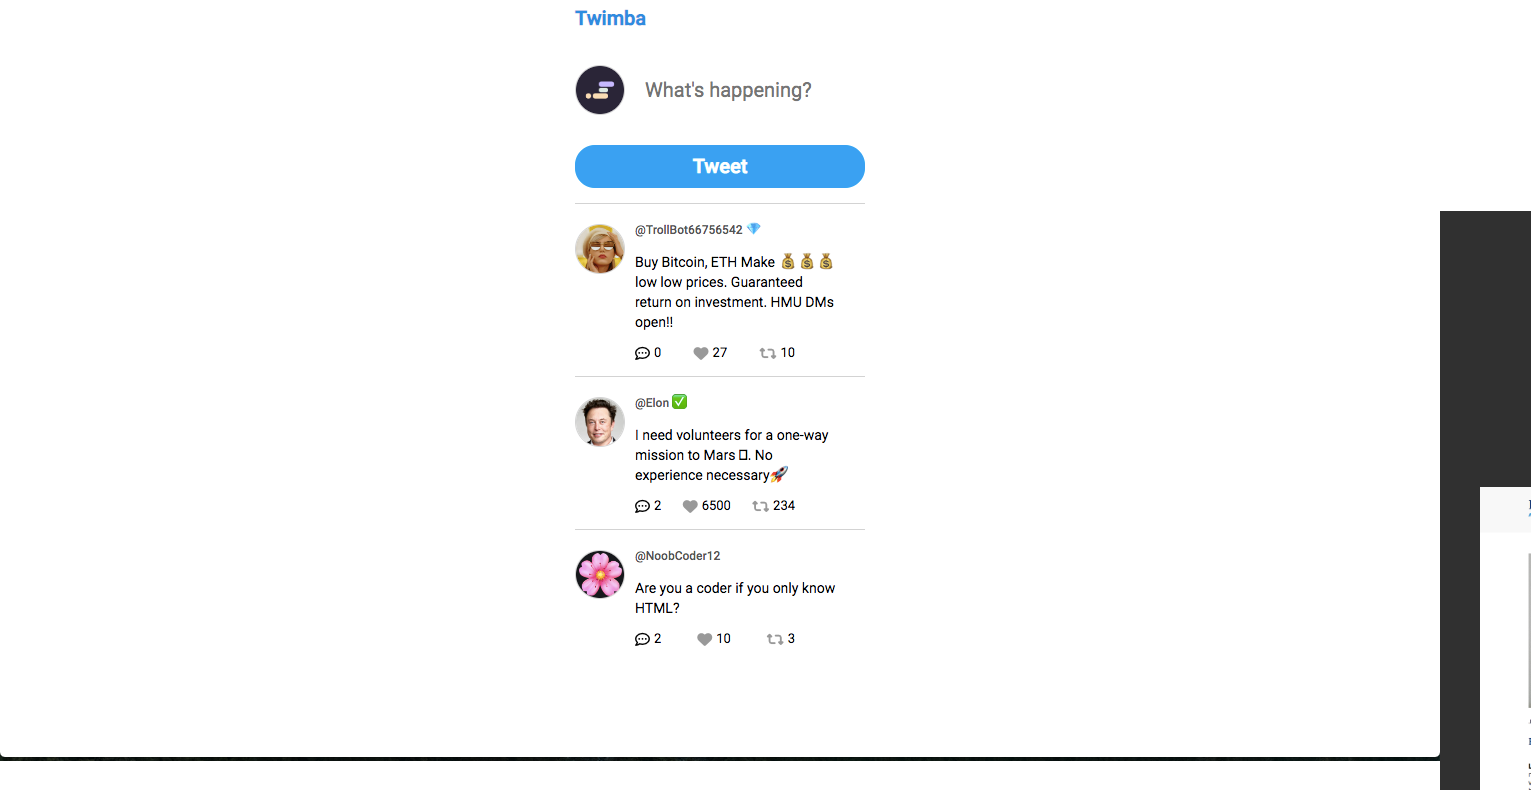 Twimba
What's happening?
Tweet
@TrollBot66756542 💎
Buy Bitcoin, ETH Make 💰💰💰
low low prices. Guaranteed
return on investment. HMU DMs
open!!
0 27 10
@Elon ✅
I need volunteers for a one-way
mission to Mars ▯. No
experience necessary🚀
2 6500 234
@NoobCoder12
Are you a coder if you only know
HTML?
2 10 3